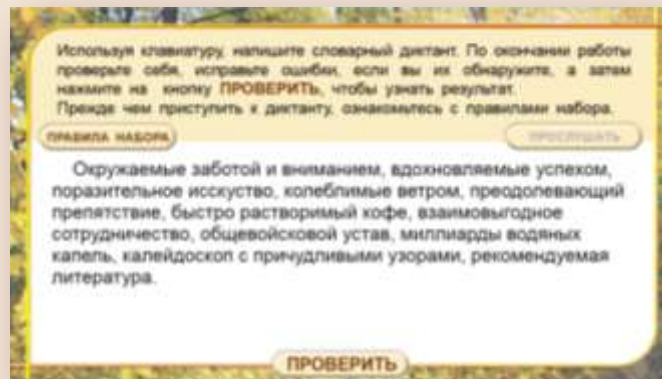 Используя клавиатуру, напишите словарный диктант. По окончании работы
проверьте себя, исправьте ошибки, если вы их обнаружите, а затем
нажмите на кнопку ПРОВЕРИТЬ, чтобы узнать результат.
Прежде чем приступить к диктанту, ознакомьтесь с правилами набора.
ПРАВИЛА НАБОРА ПРОСЛУШАТЬ
Окружаемые заботой и вниманием, вдохновляемые успехом,
поразительное исскуство, колеблимые ветром, преодолевающий
препятствие, быстро растворимый кофе, взаимовыгодное
сотрудничество, общевойсковой устав, миллиарды водяных
капель, калейдоскоп с причудливыми узорами, рекомендуемая
литература.
ПРОВЕРИТЬ